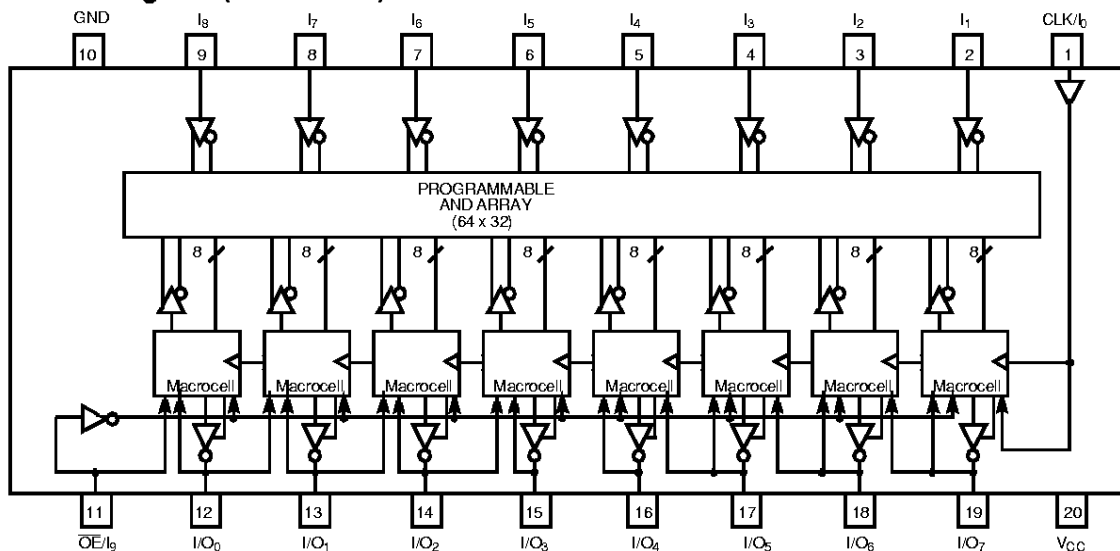 GND I8 I7 I6 I5 I4 I3 I2 I1 CLK/I0
10 9 8 7 6 5 4 3 2 1
PROGRAMMABLE
AND ARRAY
(64 x 32)
8 8 8 8 8 8 8 8
Macrocell Macrocell Macrocell Macrocell Macrocell Macrocell Macrocell Macrocell
11 12 13 14 15 16 17 18 19 20
OE/I9 I/O0 I/O1 I/O2 I/O3 I/O4 I/O5 I/O6 I/O7 VCC